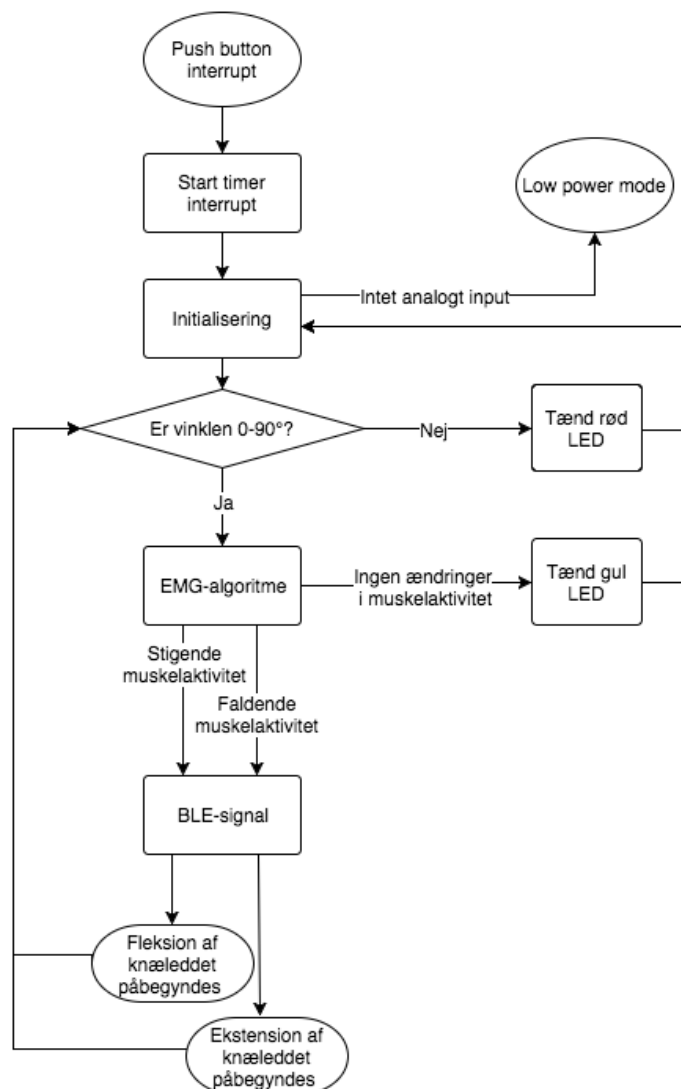 Push button
interrupt
Start timer
interrupt
Low power mode
Intet analogt input
Initialisering
Er vinklen 0-90°?
Nej
Tænd rød
LED
Ja
EMG-algoritme
Ingen ændringer
i muskelaktivitet
Tænd gul
LED
Stigende
muskelaktivitet
Faldende
muskelaktivitet
BLE-signal
Fleksion af
knæleddet
påbegyndes
Ekstension af
knæleddet
påbegyndes